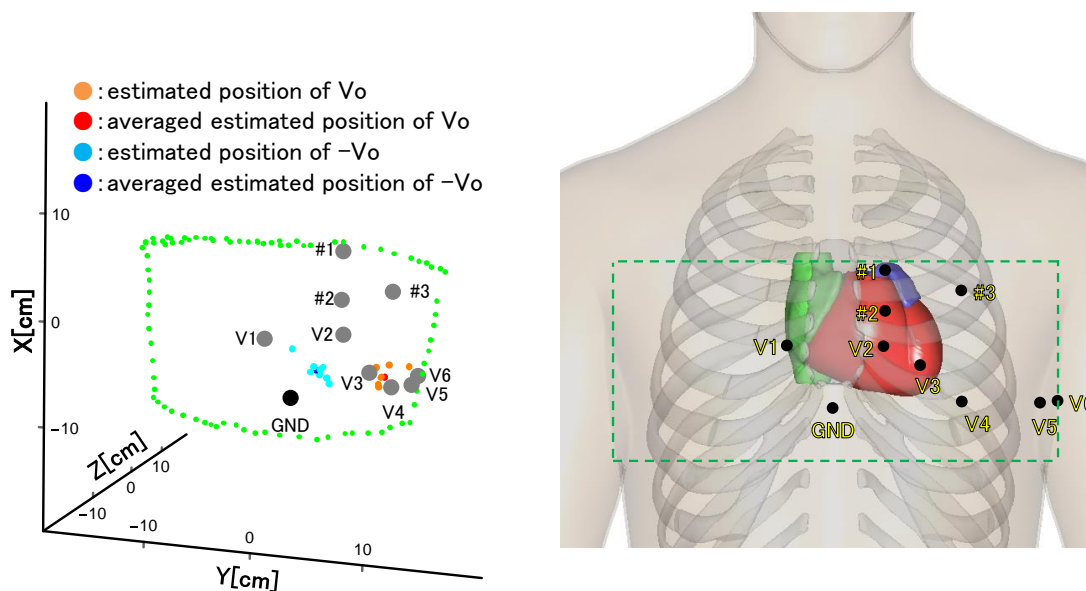 : estimated position of Vo
: averaged estimated position of Vo
: estimated position of −Vo
: averaged estimated position of −Vo
10
0
−10
X[cm]
#1
#2
#3
V1
V2
V3
V4
V5
V6
GND
Z[cm]
−10
0
10
−10
0
10
Y[cm]
#1
#2
#3
V1
V2
V3
V4
V5
GND